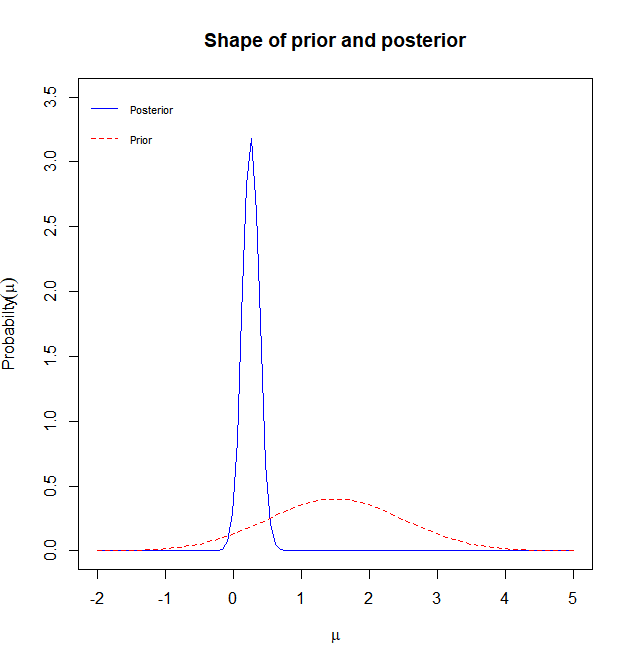 Shape of prior and posterior
Posterior
Prior
3.5
3.0
2.5
2.0
1.5
1.0
0.5
0.0
Probabilty(μ)
-2 -1 0 1 2 3 4 5
μ